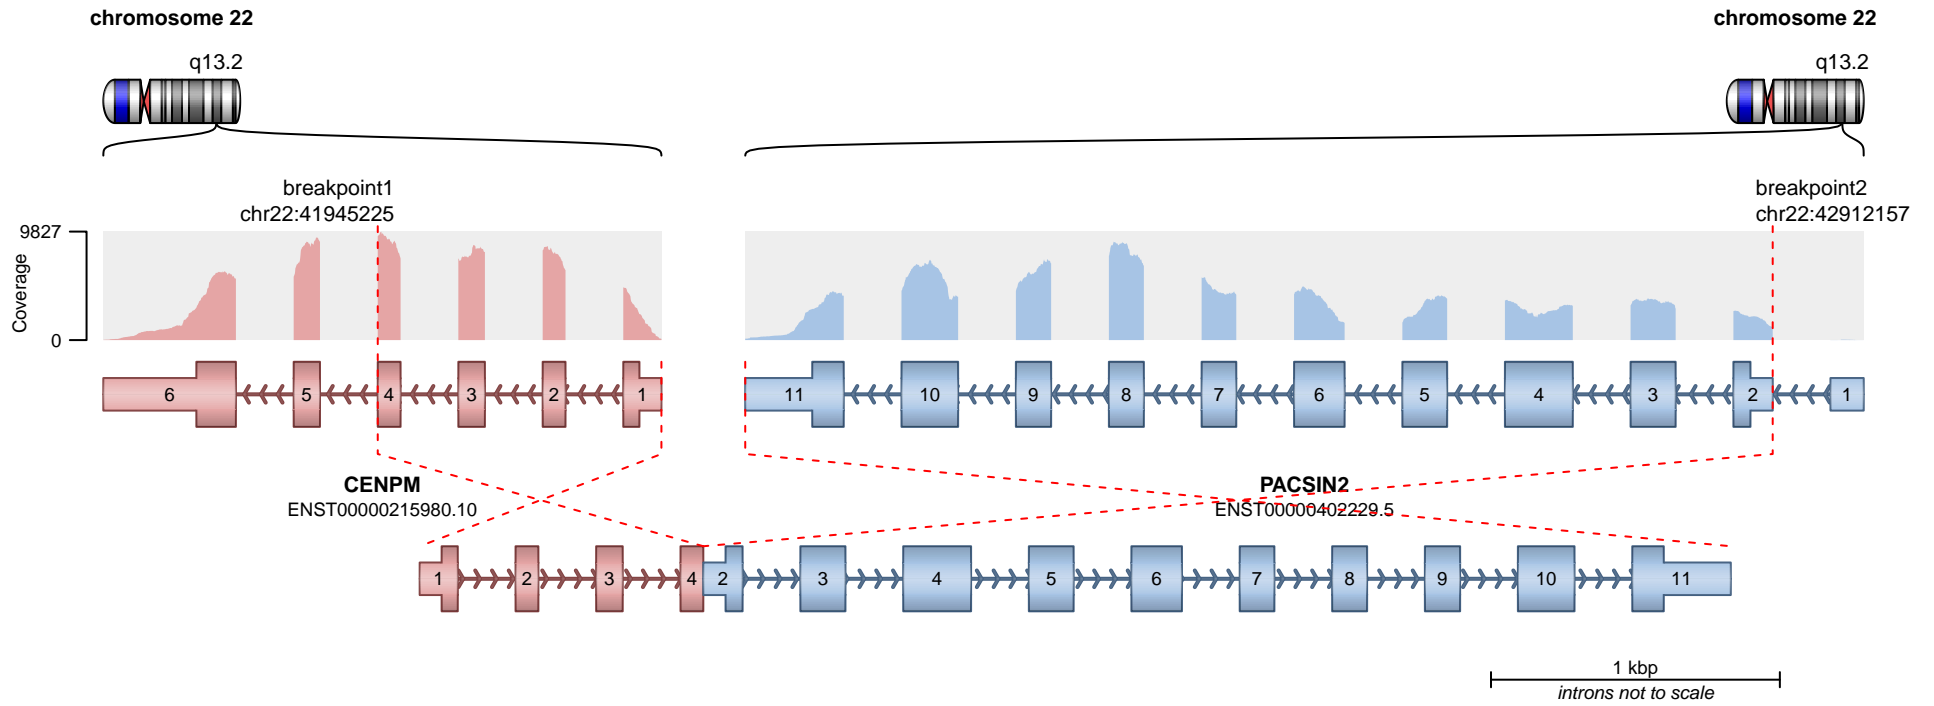 chromosome 22
chromosome 22
q13.2
q13.2
breakpoint1
chr22:41945225
breakpoint2
chr22:42912157
9827
Coverage
0
6 5 4 3 2 1
11 10 9 8 7 6 5 4 3 2 1
CENPM
ENST00000215980.10
PACSIN2
ENST00000402229.5
1 2 3 4 2 3 4 5 6 7 8 9 10 11
1 kbp
introns not to scale